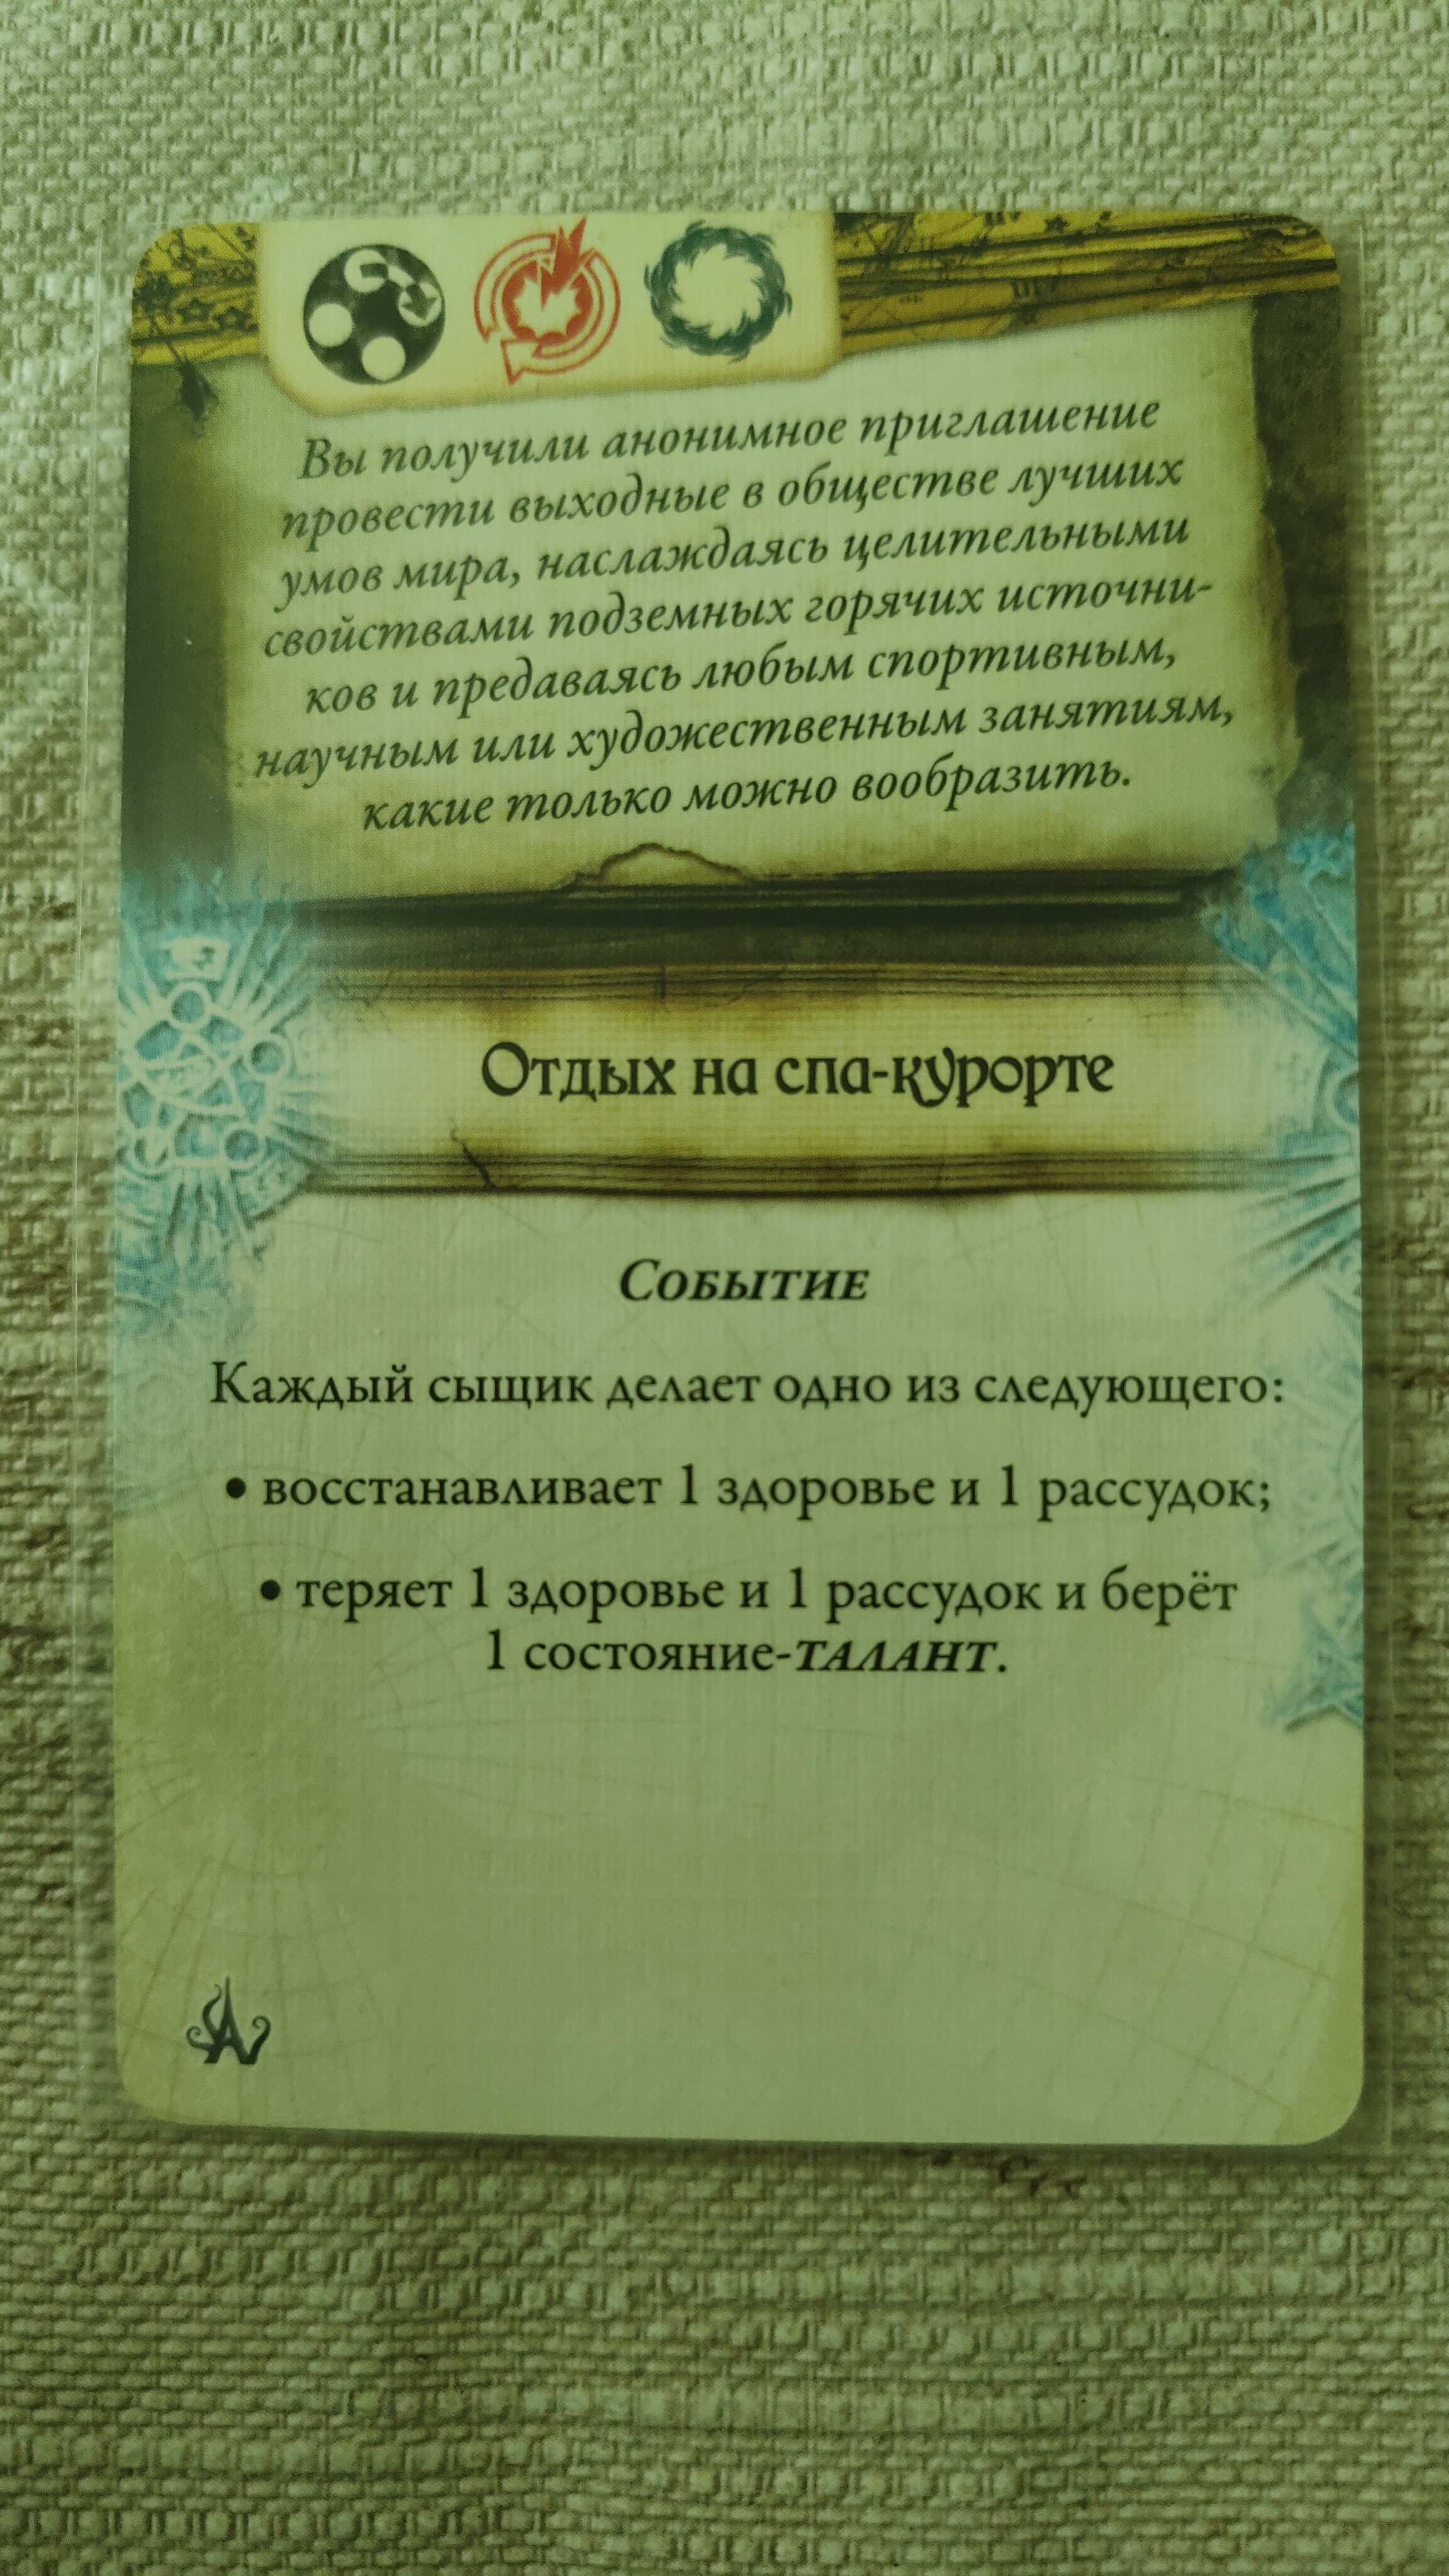 Вы получили анонимное приглашение
провести выходные в обществе лучших
умов мира, наслаждаясь целительными
свойствами подземных горячих источни-
ков и предаваясь любым спортивным,
научным или художественным занятиям,
какие только можно вообразить.
Отдых на спа-курорте
Событие
Каждый сыщик делает одно из следующего:
• восстанавливает 1 здоровье и 1 рассудок;
• теряет 1 здоровье и 1 рассудок и берёт
1 состояние-ТАЛАНТ.